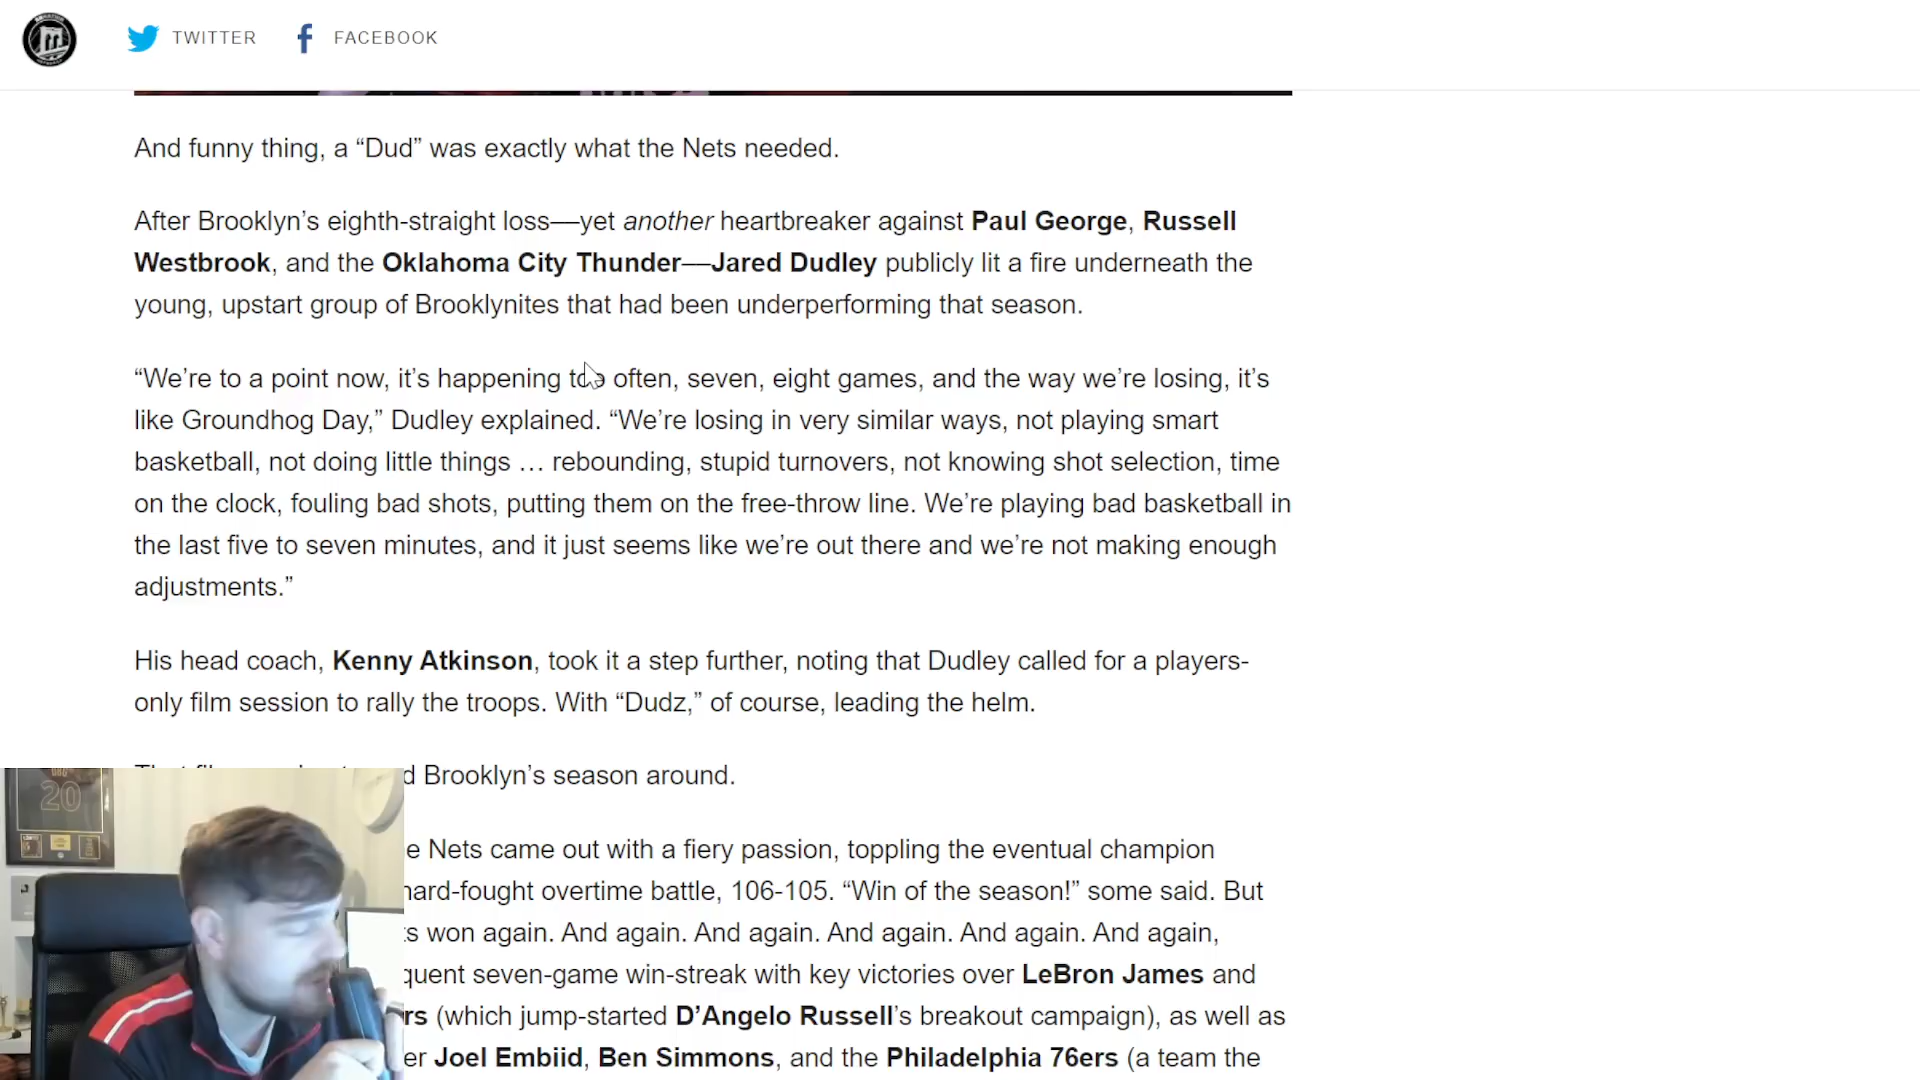 TWITTER
FACEBOOK
And funny thing, a “Dud” was exactly what the Nets needed.
After Brooklyn’s eighth-straight loss—yet another heartbreaker against Paul George, Russell
Westbrook, and the Oklahoma City Thunder—Jared Dudley publicly lit a fire underneath the
young, upstart group of Brooklynites that had been underperforming that season.
“We’re to a point now, it’s happening too often, seven, eight games, and the way we’re losing, it’s
like Groundhog Day,” Dudley explained. “We’re losing in very similar ways, not playing smart
basketball, not doing little things … rebounding, stupid turnovers, not knowing shot selection, time
on the clock, fouling bad shots, putting them on the free-throw line. We’re playing bad basketball in
the last five to seven minutes, and it just seems like we’re out there and we’re not making enough
adjustments.”
His head coach, Kenny Atkinson, took it a step further, noting that Dudley called for a players-
only film session to rally the troops. With “Dudz,” of course, leading the helm.
d Brooklyn’s season around.
e Nets came out with a fiery passion, toppling the eventual champion
hard-fought overtime battle, 106-105. “Win of the season!” some said. But
s won again. And again. And again. And again. And again. And again,
quent seven-game win-streak with key victories over LeBron James and
rs (which jump-started D’Angelo Russell’s breakout campaign), as well as
er Joel Embiid, Ben Simmons, and the Philadelphia 76ers (a team the
20